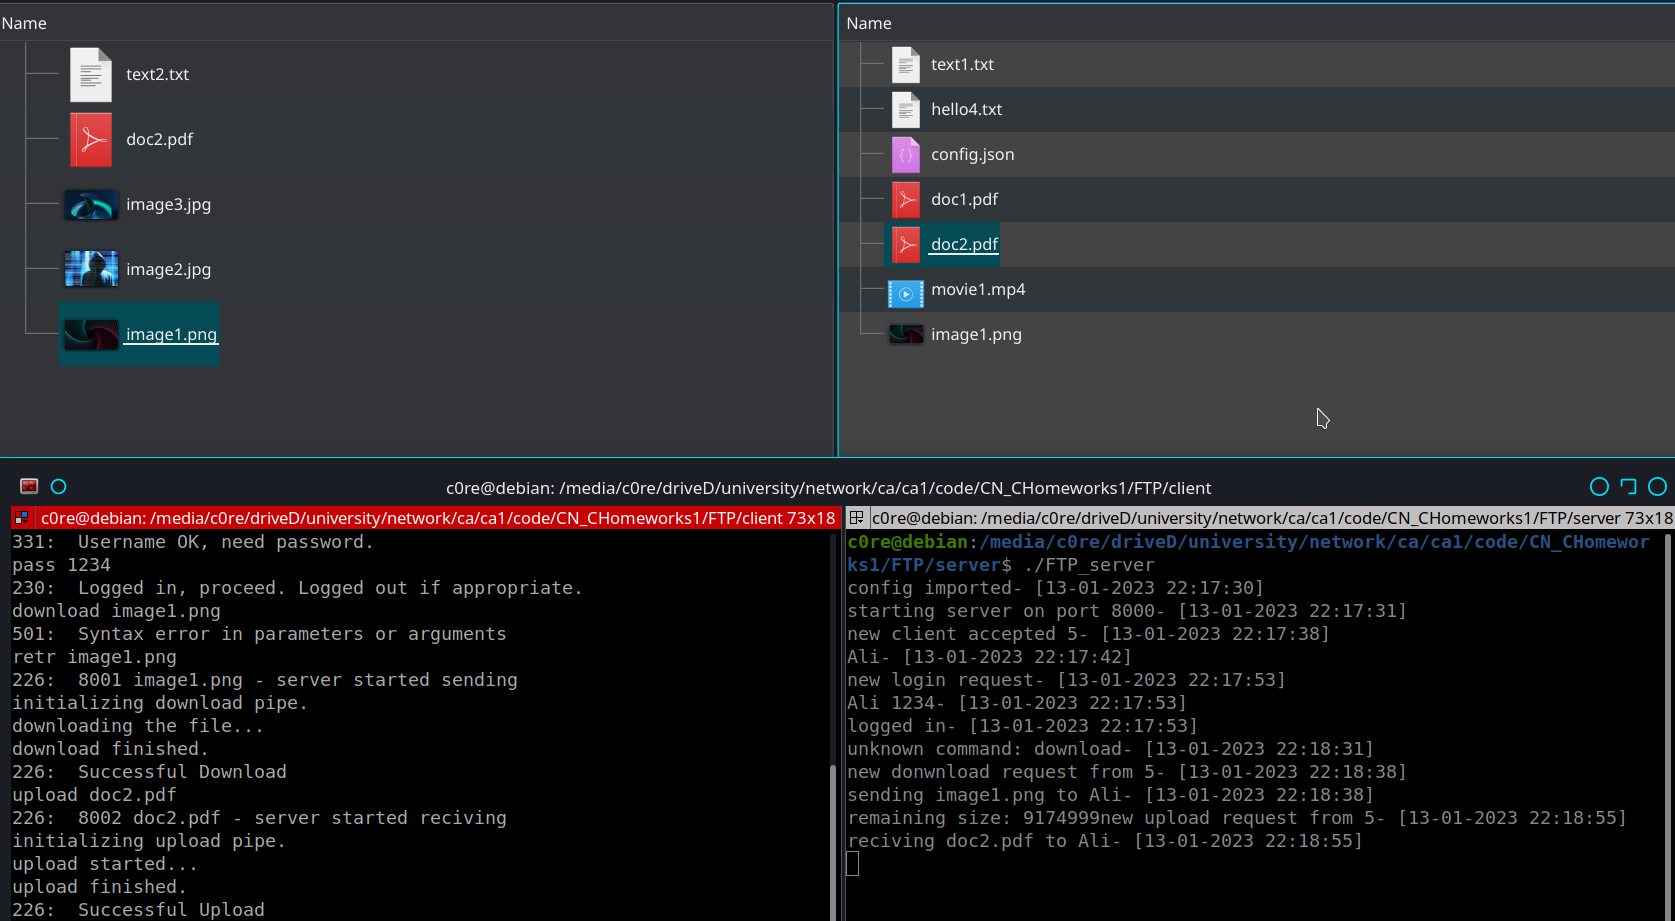 Name
text2.txt
doc2.pdf
image3.jpg
image2.jpg
image1.png
Name
text1.txt
hello4.txt
config.json
doc1.pdf
doc2.pdf
movie1.mp4
image1.png
c0re@debian: /media/c0re/driveD/university/network/ca/ca1/code/CN_CHomeworks1/FTP/client
c0re@debian: /media/c0re/driveD/university/network/ca/ca1/code/CN_CHomeworks1/FTP/client 73x18
331:  Username OK, need password.
pass 1234
230:  Logged in, proceed. Logged out if appropriate.
download image1.png
501:  Syntax error in parameters or arguments
retr image1.png
226:  8001 image1.png - server started sending
initializing download pipe.
downloading the file...
download finished.
226:  Successful Download
upload doc2.pdf
226:  8002 doc2.pdf - server started reciving
initializing upload pipe.
upload started...
upload finished.
226:  Successful Upload
c0re@debian: /media/c0re/driveD/university/network/ca/ca1/code/CN_CHomeworks1/FTP/server 73x18
c0re@debian:/media/c0re/driveD/university/network/ca/ca1/code/CN_CHomewor
ks1/FTP/server$ ./FTP_server
config imported- [13-01-2023 22:17:30]
starting server on port 8000- [13-01-2023 22:17:31]
new client accepted 5- [13-01-2023 22:17:38]
Ali- [13-01-2023 22:17:42]
new login request- [13-01-2023 22:17:53]
Ali 1234- [13-01-2023 22:17:53]
logged in- [13-01-2023 22:17:53]
unknown command: download- [13-01-2023 22:18:31]
new donwnload request from 5- [13-01-2023 22:18:38]
sending image1.png to Ali- [13-01-2023 22:18:38]
remaining size: 9174999new upload request from 5- [13-01-2023 22:18:55]
reciving doc2.pdf to Ali- [13-01-2023 22:18:55]